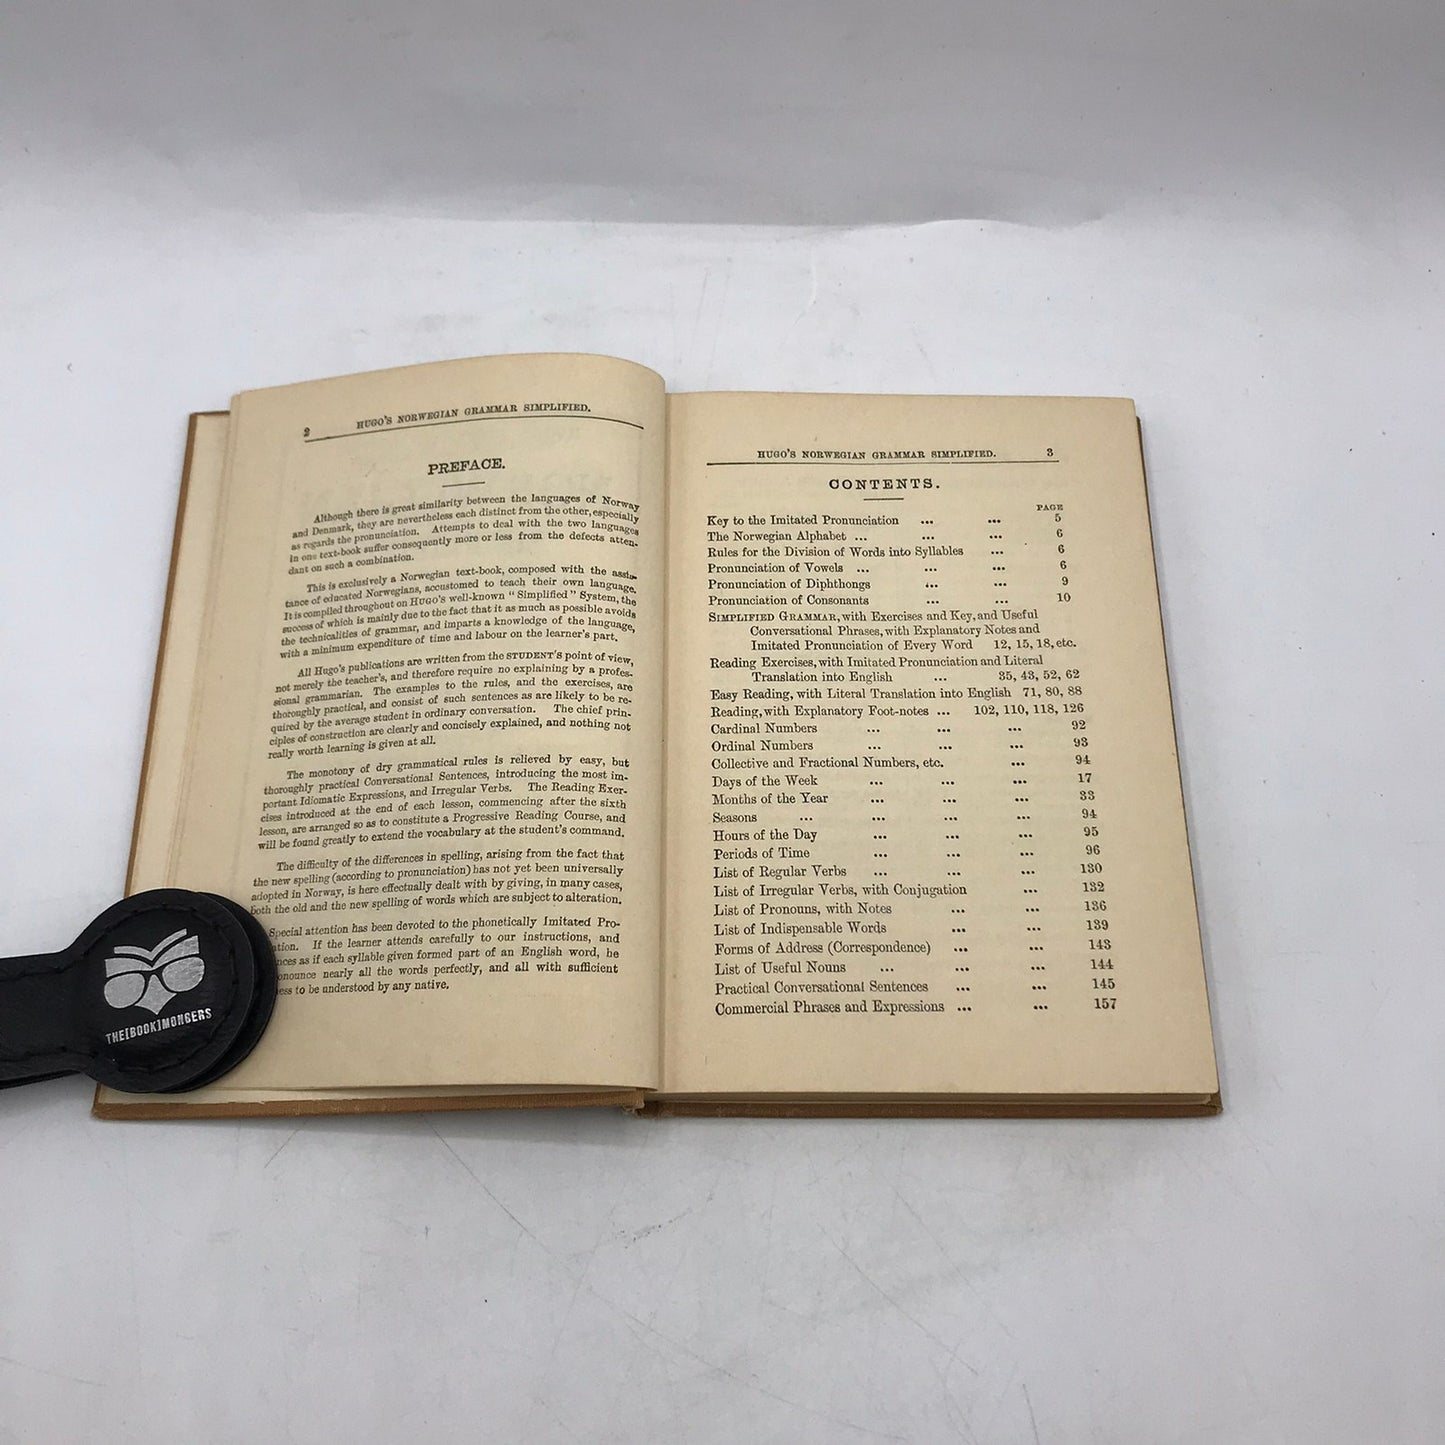 2 HUGO'S NORWEGIAN GRAMMAR SIMPLIFIED.
PREFACE.
Although there is great similarity between the languages of Norway
and Denmark, they are nevertheless each distinct from the other, especially
as regards the pronunciation. Attempts to deal with the two languages
in one text-book suffer consequently more or less from the defects atten-
dant on such a combination.
This is exclusively a Norwegian text-book, composed with the assis-
tance of educated Norwegians, accustomed to teach their own language.
It is compiled throughout on HUGO'S well-known "Simplified" System, the
success of which is mainly due to the fact that it as much as possible avoids
the technicalities of grammar, and imparts a knowledge of the language,
with a minimum expenditure of time and labour on the learner's part.
All Hugo's publications are written from the STUDENT'S point of view,
not merely the teacher's, and therefore require no explaining by a profes-
sional grammarian. The examples to the rules, and the exercises, are
thoroughly practical, and consist of such sentences as are likely to be re-
quired by the average student in ordinary conversation. The chief prin-
ciples of construction are clearly and concisely explained, and nothing not
really worth learning is given at all.
The monotony of dry grammatical rules is relieved by easy, but
thoroughly practical Conversational Sentences, introducing the most im-
portant Idiomatic Expressions, and Irregular Verbs. The Reading Exer-
cises introduced at the end of each lesson, commencing after the sixth
lesson, are arranged so as to constitute a Progressive Reading Course, and
will be found greatly to extend the vocabulary at the student's command.
The difficulty of the differences in spelling, arising from the fact that
the new spelling (according to pronunciation) has not yet been universally
adopted in Norway, is here effectually dealt with by giving, in many cases,
both the old and the new spelling of words which are subject to alteration.
Special attention has been devoted to the phonetically Imitated Pro-
ation. If the learner attends carefully to our instructions, and
nces as if each syllable given formed part of an English word, he
onounce nearly all the words perfectly, and all with sufficient
ess to be understood by any native.
THE[BOOK]MONGERS
HUGO'S NORWEGIAN GRAMMAR SIMPLIFIED. 3
CONTENTS.
PAGE
Key to the Imitated Pronunciation ... ... 5
The Norwegian Alphabet ... ... ... 6
Rules for the Division of Words into Syllables ... 6
Pronunciation of Vowels ... ... ... 6
Pronunciation of Diphthongs ... ... 9
Pronunciation of Consonants ... ... 10
SIMPLIFIED GRAMMAR, with Exercises and Key, and Useful
Conversational Phrases, with Explanatory Notes and
Imitated Pronunciation of Every Word 12, 15, 18, etc.
Reading Exercises, with Imitated Pronunciation and Literal
Translation into English ... 35, 43, 52, 62
Easy Reading, with Literal Translation into English 71, 80, 88
Reading, with Explanatory Foot-notes ... 102, 110, 118, 126
Cardinal Numbers ... ... ... 92
Ordinal Numbers ... ... ... 93
Collective and Fractional Numbers, etc. ... 94
Days of the Week ... ... ... 17
Months of the Year ... ... ... 33
Seasons ... ... ... ... 94
Hours of the Day ... ... ... 95
Periods of Time ... ... ... 96
List of Regular Verbs ... ... ... 130
List of Irregular Verbs, with Conjugation ... 132
List of Pronouns, with Notes ... ... 136
List of Indispensable Words ... ... 139
Forms of Address (Correspondence) ... ... 143
List of Useful Nouns ... ... ... 144
Practical Conversational Sentences ... ... 145
Commercial Phrases and Expressions ... ... 157